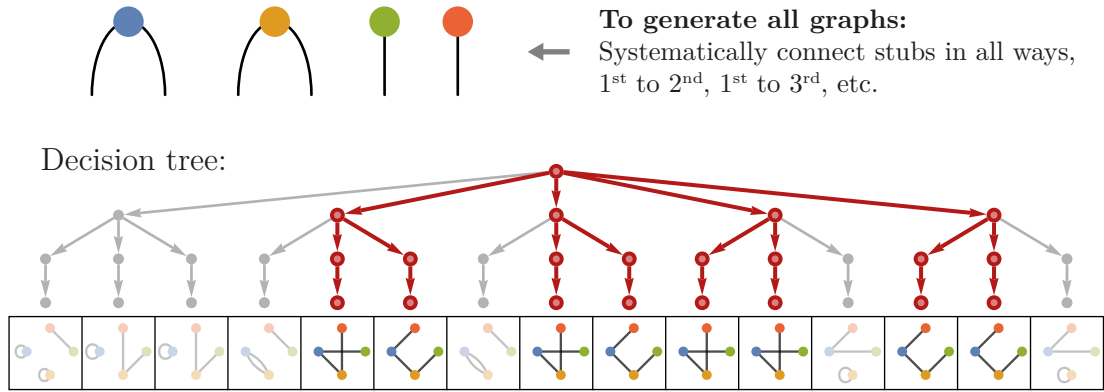 To generate all graphs:
Systematically connect stubs in all ways,
1st to 2nd, 1st to 3rd, etc.
Decision tree: